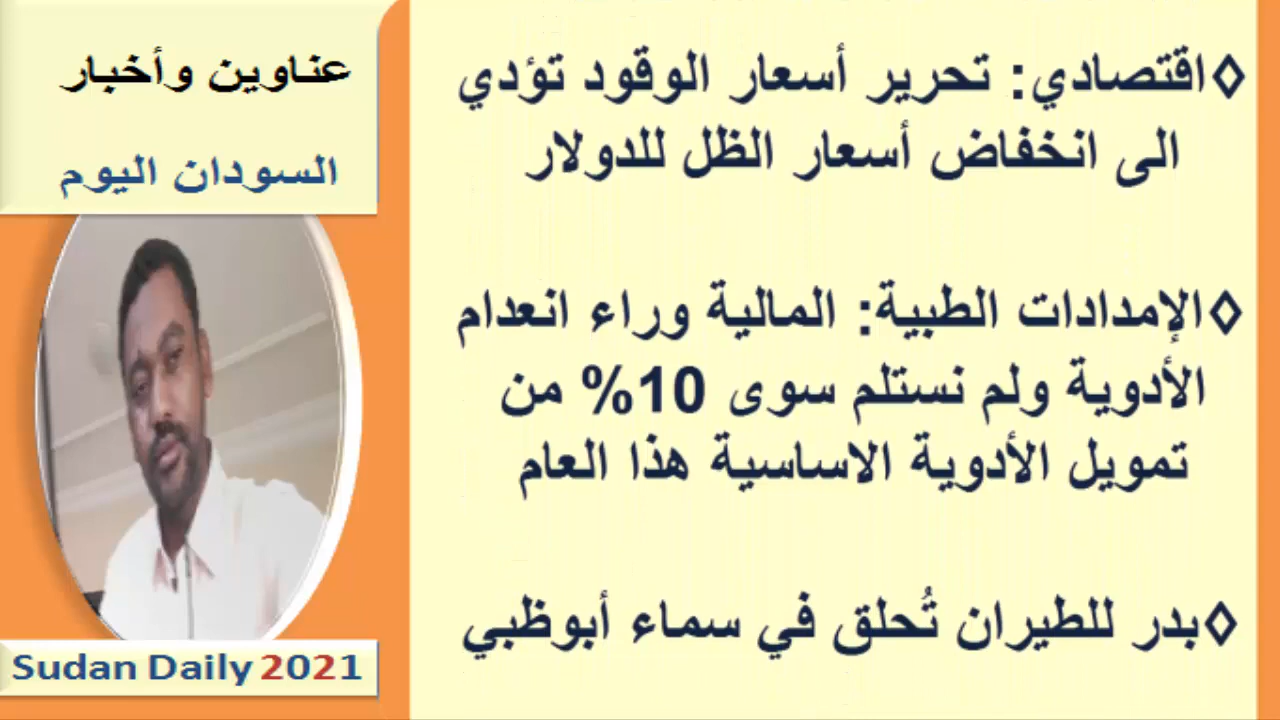 عناوين وأخبار
السودان اليوم
Sudan Daily 2021
◊اقتصادي: تحرير أسعار الوقود تؤدي
الى انخفاض أسعار الظل للدولار
◊الإمدادات الطبية: المالية وراء انعدام
الأدوية ولم نستلم سوى 10% من
تمويل الأدوية الاساسية هذا العام
◊بدر للطيران تُحلق في سماء أبوظبي